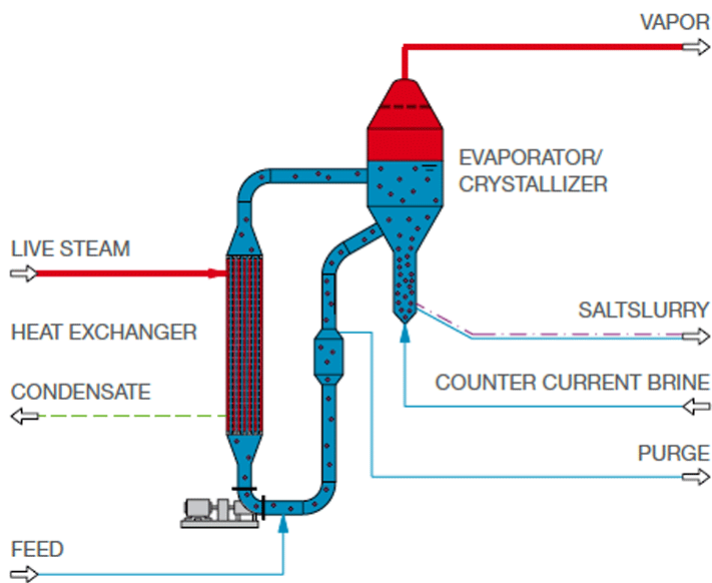 VAPOR
EVAPORATOR/
CRYSTALLIZER
LIVE STEAM
HEAT EXCHANGER
SALTSLURRY
CONDENSATE
COUNTER CURRENT BRINE
PURGE
FEED